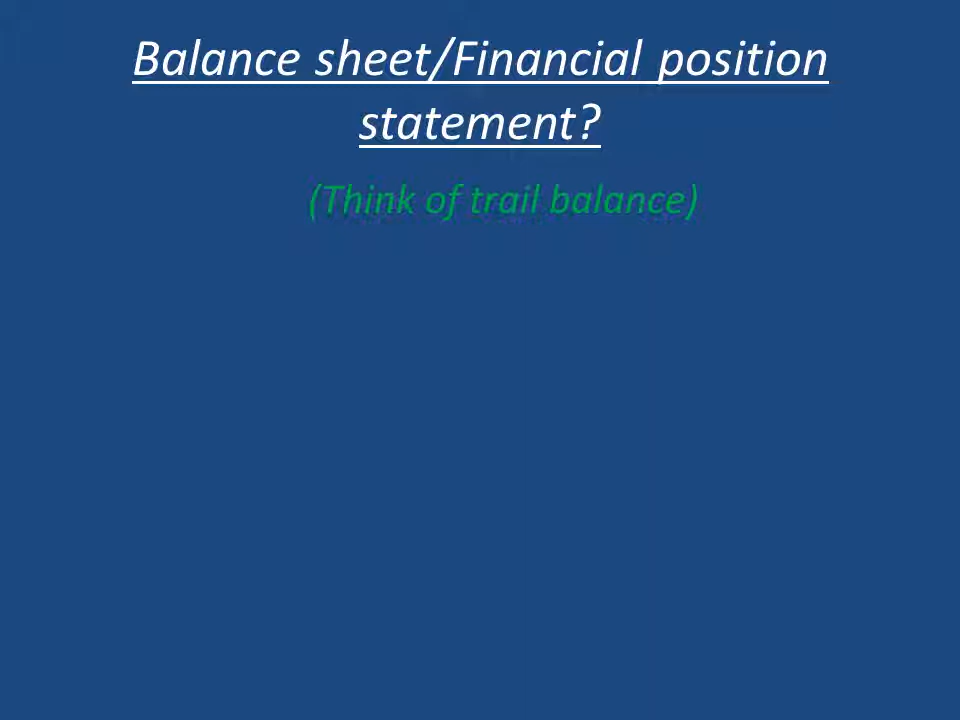 Balance sheet/Financial position
statement?
(Think of trail balance)